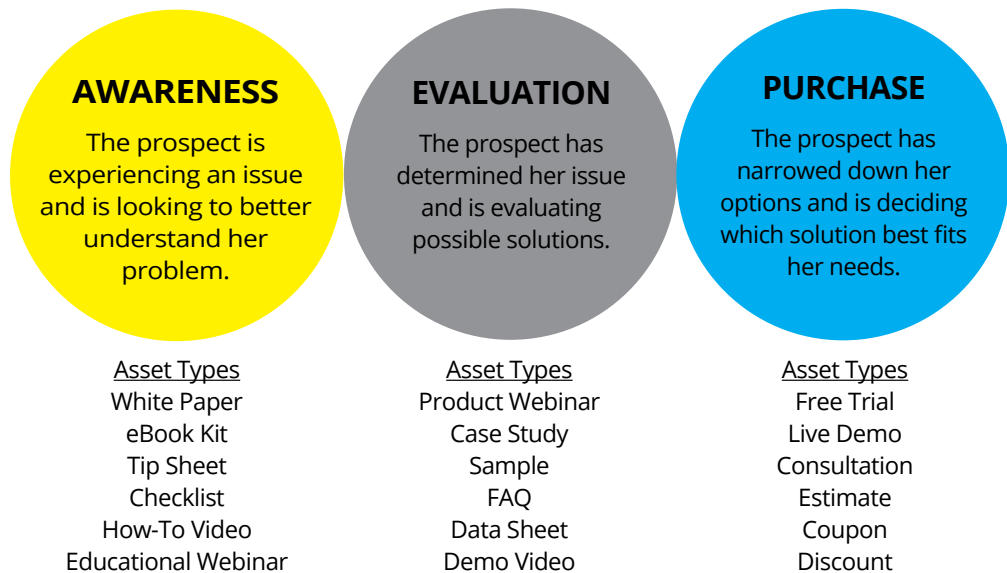 AWARENESS
The prospect is
experiencing an issue
and is looking to better
understand her
problem.
Asset Types
White Paper
eBook Kit
Tip Sheet
Checklist
How-To Video
Educational Webinar
EVALUATION
The prospect has
determined her issue
and is evaluating
possible solutions.
Asset Types
Product Webinar
Case Study
Sample
FAQ
Data Sheet
Demo Video
PURCHASE
The prospect has
narrowed down her
options and is deciding
which solution best fits
her needs.
Asset Types
Free Trial
Live Demo
Consultation
Estimate
Coupon
Discount